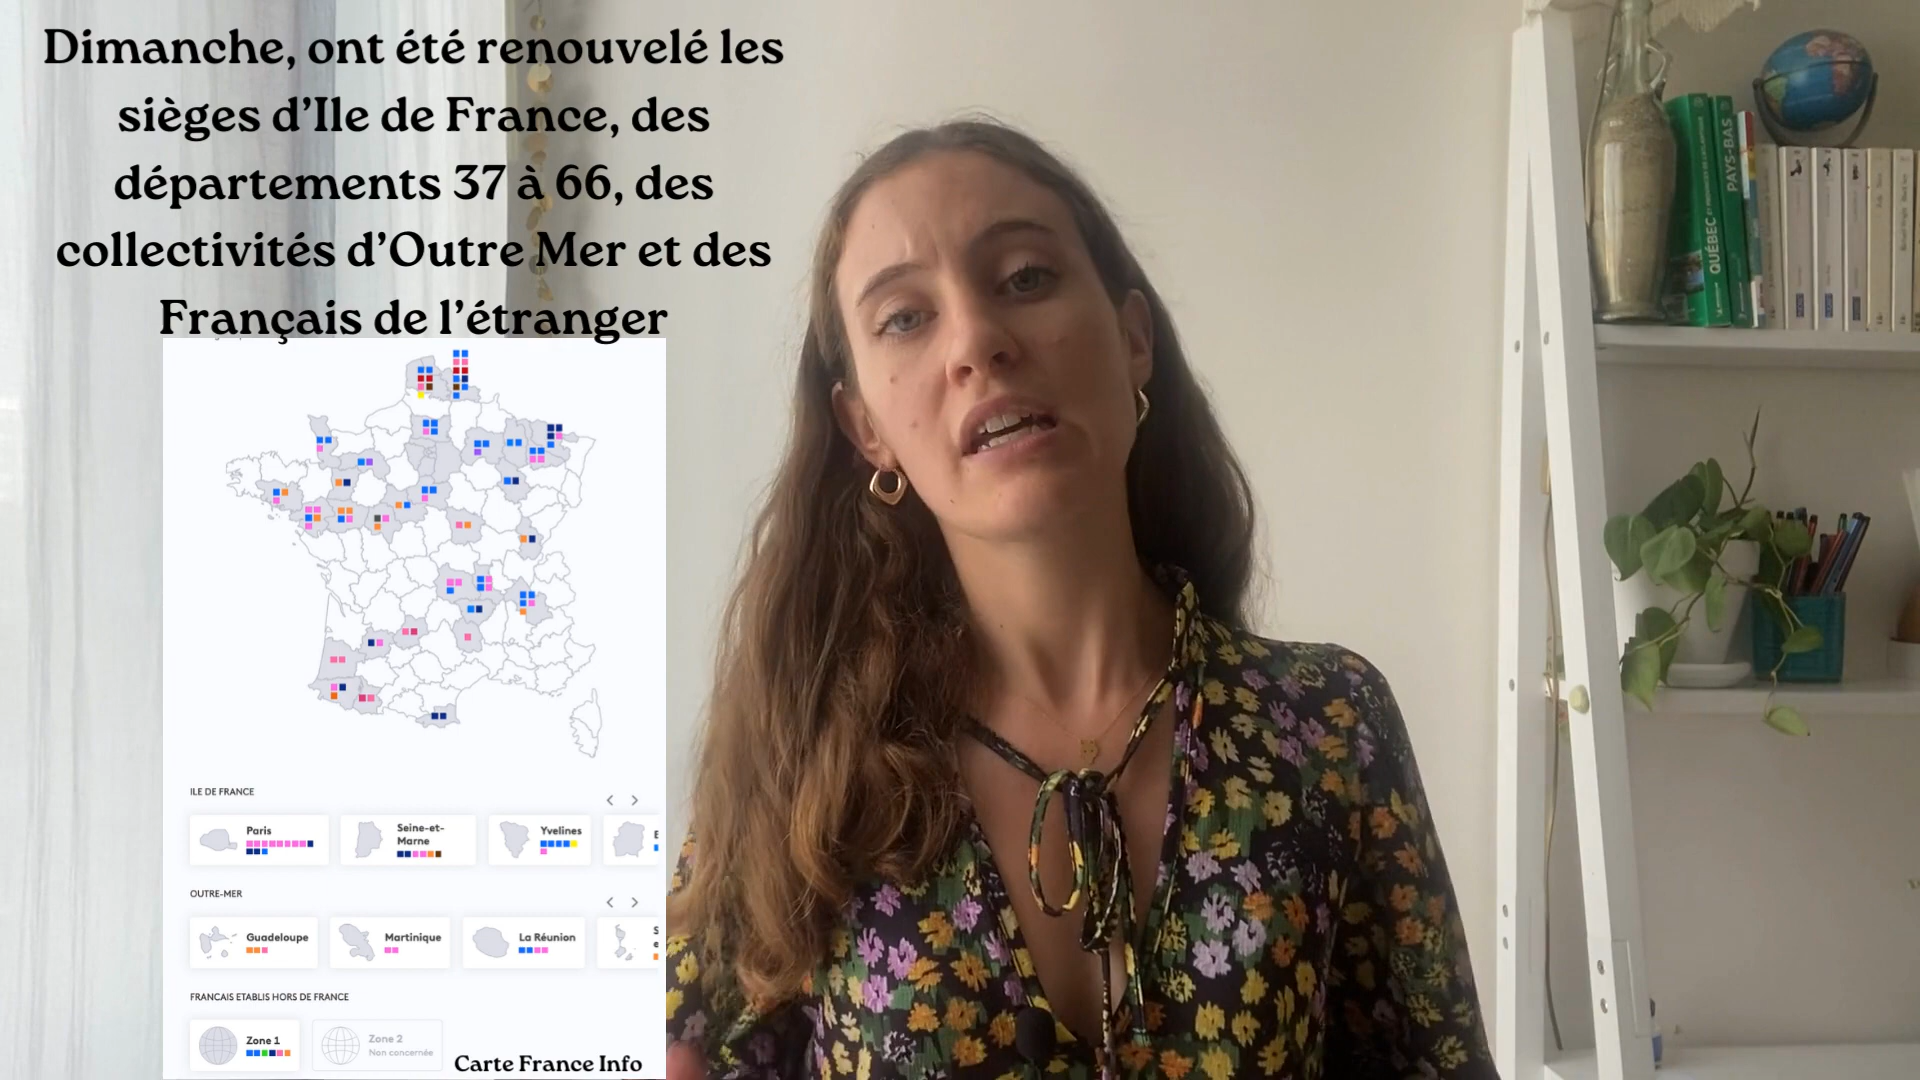 Dimanche, ont été renouvelé les
sièges d'Ile de France, des
départements 37 à 66, des
collectivités d'Outre Mer et des
Français de l'étranger
ILE DE FRANCE
Paris
Seine-et-
Marne
Yvelines
E
OUTRE-MER
Guadeloupe
Martinique
La Réunion
S
e
FRANCAIS ETABLIS HORS DE FRANCE
Zone 1
Zone 2
Non concernée
Carte France Info
QUÉBEC
PAYS-BAS